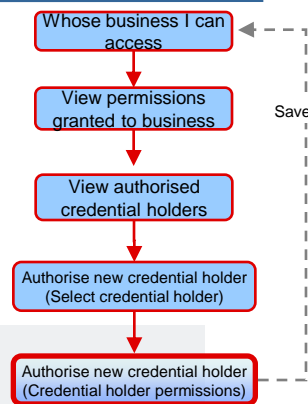 Whose business I can
access
View permissions
granted to business
Save
View authorised
credential holders
Authorise new credential holder
(Select credential holder)
Authorise new credential holder
(Credential holder permissions)